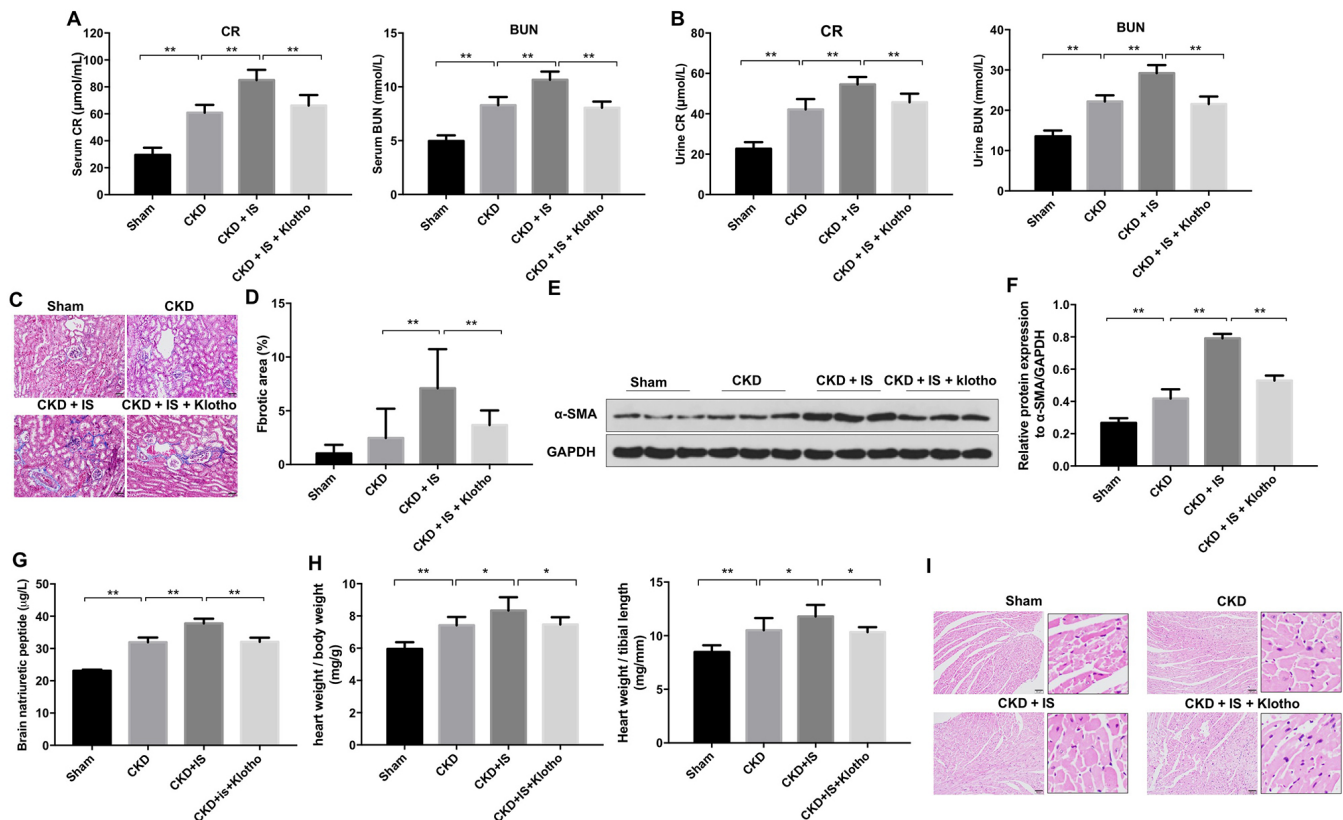 A
CR
Serum CR (μmol/mL)
120
100
80
60
40
20
0
**
**
**
Sham
CKD
CKD + IS
CKD + IS + Klotho
BUN
Serum BUN (mmol/L)
15
10
5
0
**
**
**
Sham
CKD
CKD + IS
CKD + IS + Klotho
B
CR
Urine CR (μmol/L)
80
60
40
20
0
**
**
**
Sham
CKD
CKD + IS
CKD + IS + Klotho
BUN
Urine BUN (mmol/L)
40
30
20
10
0
**
**
**
Sham
CKD
CKD + IS
CKD + IS + Klotho
C
Sham
CKD
CKD + IS
CKD + IS + Klotho
D
Fbrotic area (%)
15
10
5
0
**
**
Sham
CKD
CKD + IS
CKD + IS + Klotho
E
Sham
CKD
CKD + IS
CKD + IS + klotho
α-SMA
GAPDH
F
Relative protein expression
to α-SMA/GAPDH
1.0
0.8
0.6
0.4
0.2
0.0
**
**
**
Sham
CKD
CKD + IS
CKD + IS + Klotho
G
Brain natriuretic peptide (μg/L)
50
40
30
20
10
0
**
**
**
Sham
CKD
CKD+IS
CKD+is+Klotho
H
heart weight / body weight
(mg/g)
10
8
6
4
2
0
**
*
*
Sham
CKD
CKD+IS
CKD+IS+Klotho
Heart weight / tibial length
(mg/mm)
15
10
5
0
**
*
*
Sham
CKD
CKD+IS
CKD+IS+Klotho
I
Sham
CKD
CKD + IS
CKD + IS + Klotho